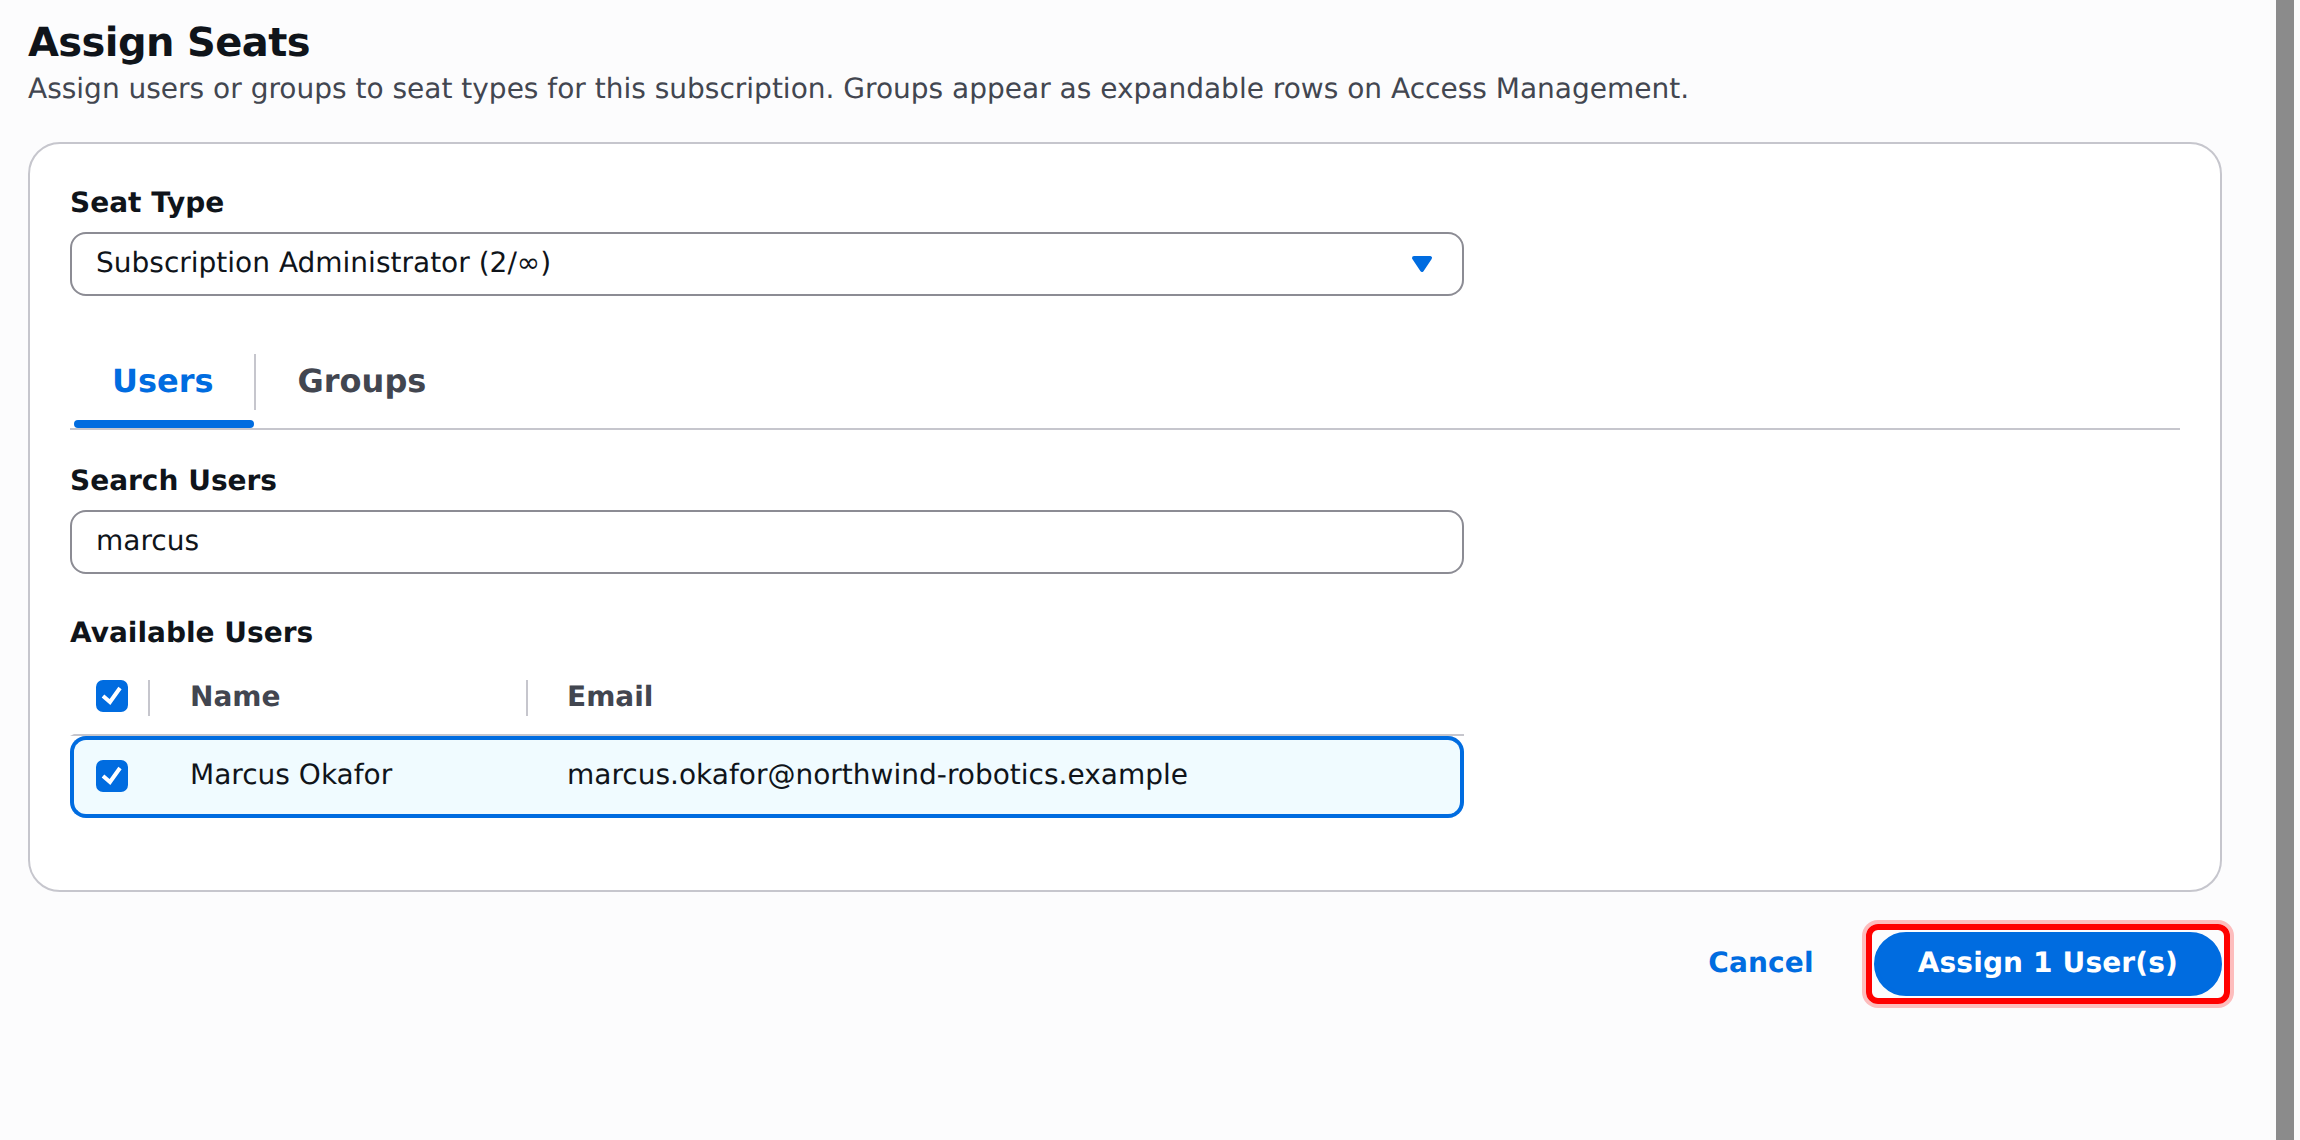 Assign Seats
Assign users or groups to seat types for this subscription. Groups appear as expandable rows on Access Management.
Seat Type
Subscription Administrator (2/∞)
Users
Groups
Search Users
marcus
Available Users
Name
Email
Marcus Okafor
marcus.okafor@northwind-robotics.example
Cancel
Assign 1 User(s)